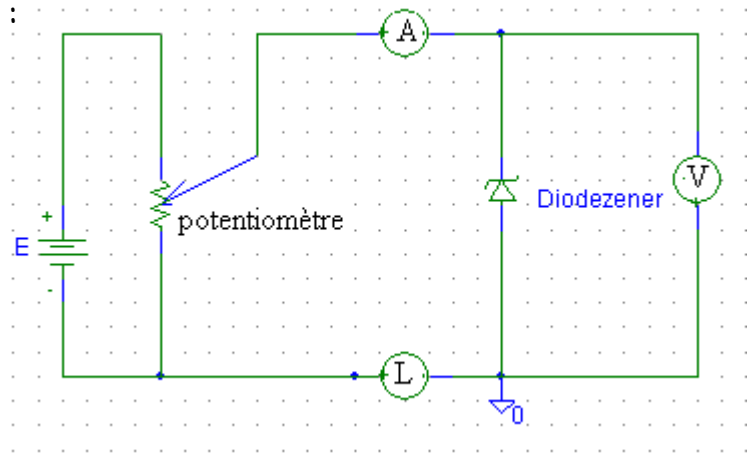 :
A
V
Diodezener
potentiomètre
+
E
-
L
0